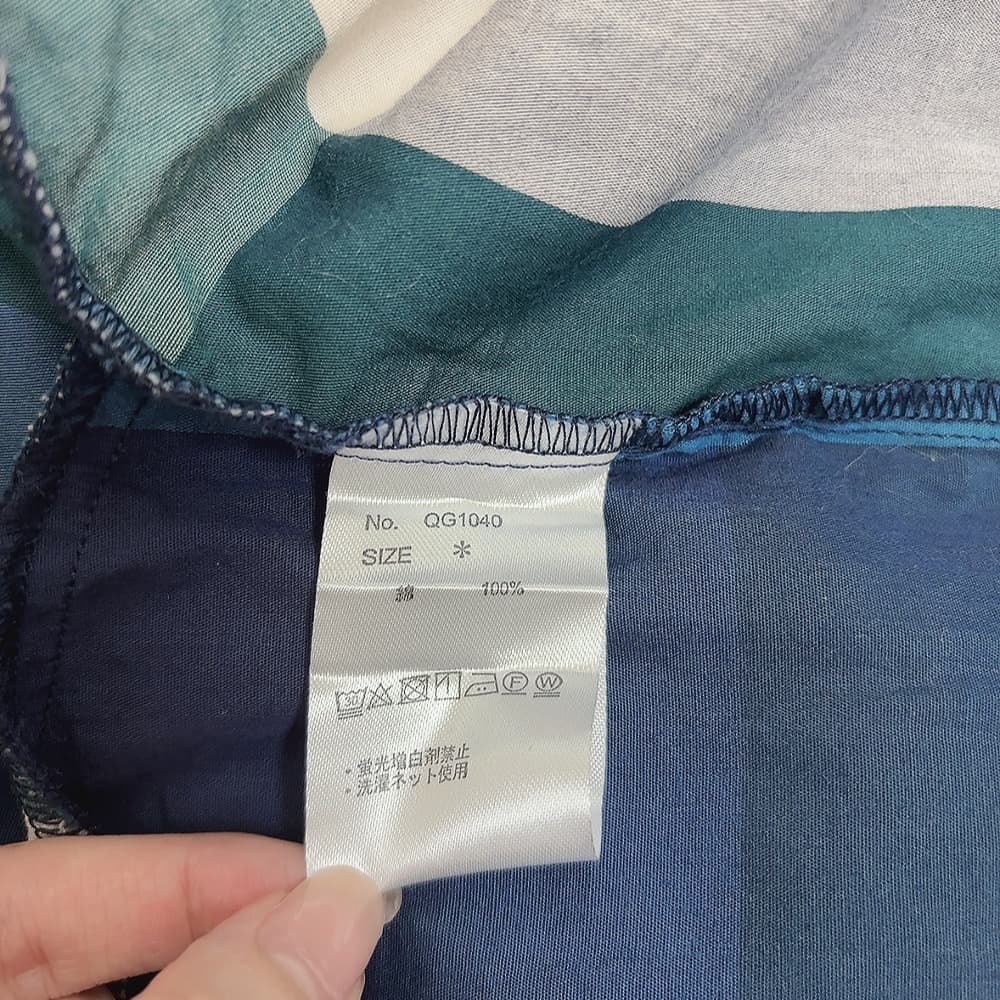 No. QG1040
SIZE *
綿 100%
30 F W
・蛍光増白剤禁止
・洗濯ネット使用